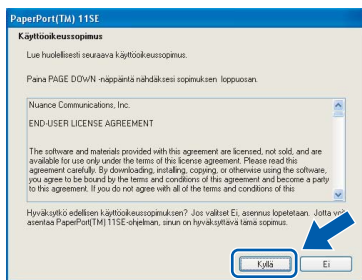 PaperPort(TM) 11SE
Käyttöoikeussopimus
Lue huolellisesti seuraava käyttöoikeussopimus.
Paina PAGE DOWN -näppäintä nähdäksesi sopimuksen loppuosan.
Nuance Communications, Inc.
END-USER LICENSE AGREEMENT
The software and materials provided with this agreement are licensed, not sold, and are
available for use only under the terms of this license agreement. Please read this
agreement carefully. By downloading, installing, copying, or otherwise using the software,
you agree to be bound by the terms and conditions of this agreement and become a party
to this agreement. If you do not agree with all of the terms and conditions of this
Hyväksytkö edellisen käyttöoikeussopimuksen? Jos valitset Ei, asennus lopetetaan. Jotta
asentaa PaperPort(TM) 11SE-ohjelman, sinun on hyväksyttävä tämä sopimus.
Kyllä
Ei